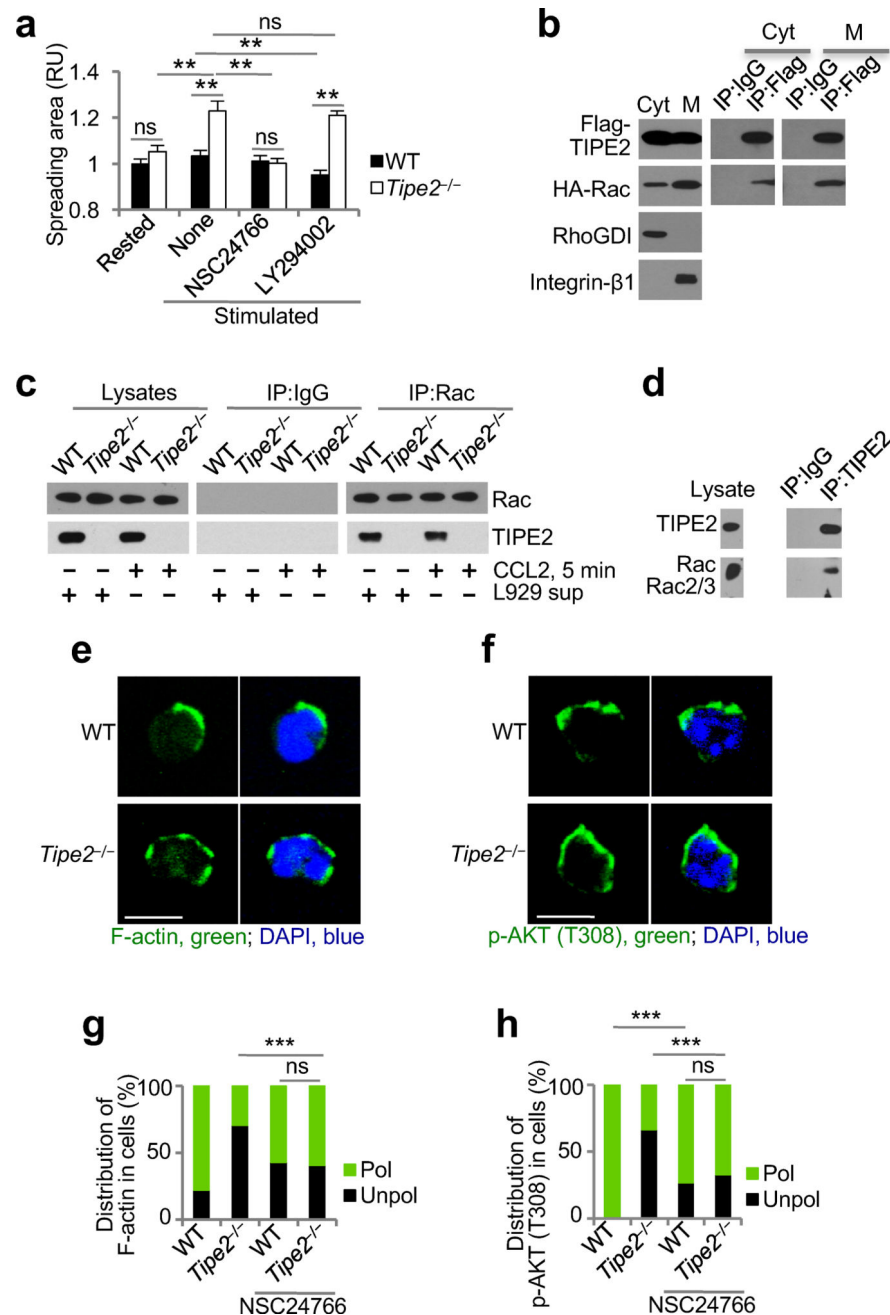 a
ns
**
** **
** **
ns ns
Spreading area (RU)
1.4
1.2
1
0.8
WT
Tipe2–/–
Rested
None
NSC24766
LY294002
Stimulated
b
Cyt M
Cyt M IP:IgG IP:Flag IP:IgG IP:Flag
Flag-
TIPE2
HA-Rac
RhoGDI
Integrin-β1
c
Lysates IP:IgG IP:Rac
WT Tipe2–/– WT Tipe2–/– WT Tipe2–/– WT Tipe2–/– WT Tipe2–/– WT Tipe2–/–
Rac
TIPE2
– – + + – – + + – – + + CCL2, 5 min
+ + – – + + – – + + – – L929 sup
d
Lysate IP:IgG IP:TIPE2
TIPE2
Rac
Rac2/3
e
WT
Tipe2–/–
F-actin, green; DAPI, blue
f
WT
Tipe2–/–
p-AKT (T308), green; DAPI, blue
g
***
ns
Distribution of
F-actin in cells (%)
100
50
0
Pol
Unpol
WT Tipe2–/– WT Tipe2–/–
NSC24766
h
***
***
ns
Distribution of
p-AKT (T308) in cells (%)
100
50
0
Pol
Unpol
WT Tipe2–/– WT Tipe2–/–
NSC24766